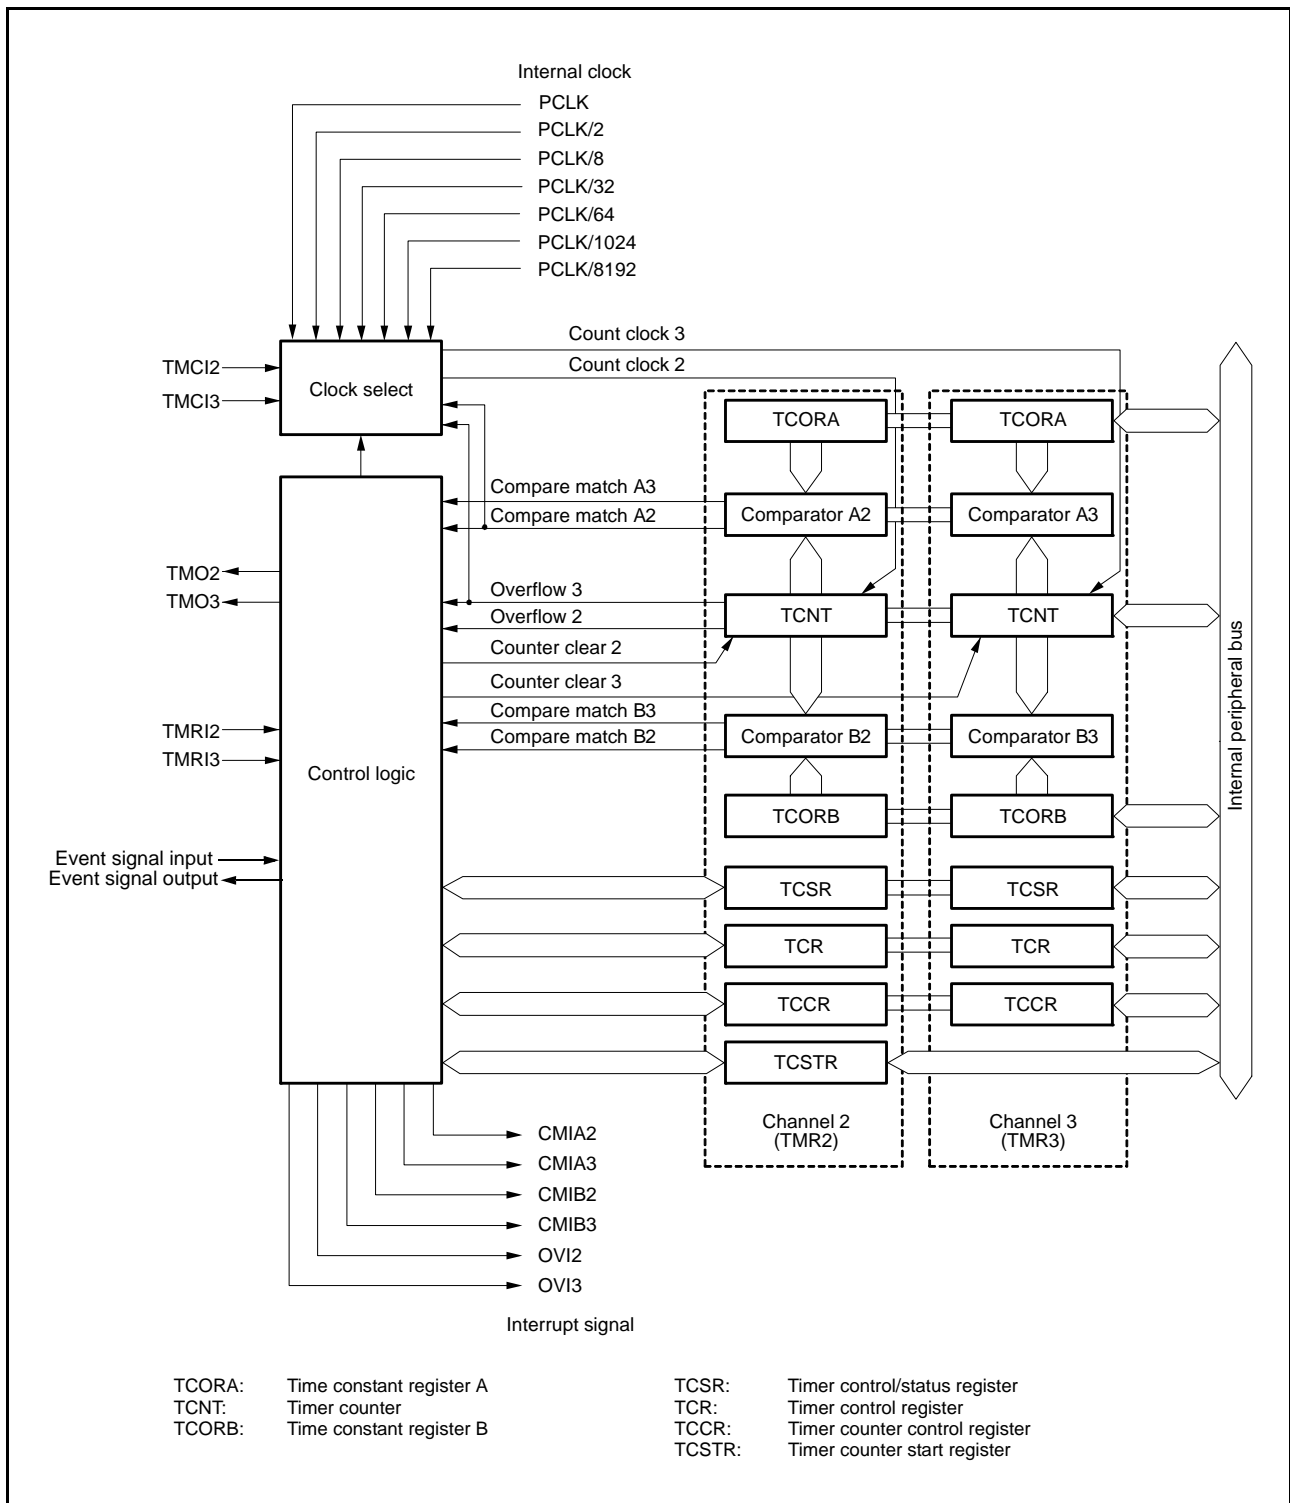 Internal clock
PCLK
PCLK/2
PCLK/8
PCLK/32
PCLK/64
PCLK/1024
PCLK/8192
Count clock 3
Count clock 2
TMCI2
TMCI3
Clock select
TCORA
TCORA
Compare match A3
Compare match A2
Comparator A2
Comparator A3
TMO2
TMO3
Overflow 3
Overflow 2
TCNT
TCNT
Counter clear 2
Counter clear 3
Compare match B3
Compare match B2
TMRI2
TMRI3
Control logic
Comparator B2
Comparator B3
Internal peripheral bus
TCORB
TCORB
Event signal input
Event signal output
TCSR
TCSR
TCR
TCR
TCCR
TCCR
TCSTR
Channel 2
(TMR2)
Channel 3
(TMR3)
CMIA2
CMIA3
CMIB2
CMIB3
OVI2
OVI3
Interrupt signal
TCORA: Time constant register A
TCNT: Timer counter
TCORB: Time constant register B
TCSR: Timer control/status register
TCR: Timer control register
TCCR: Timer counter control register
TCSTR: Timer counter start register